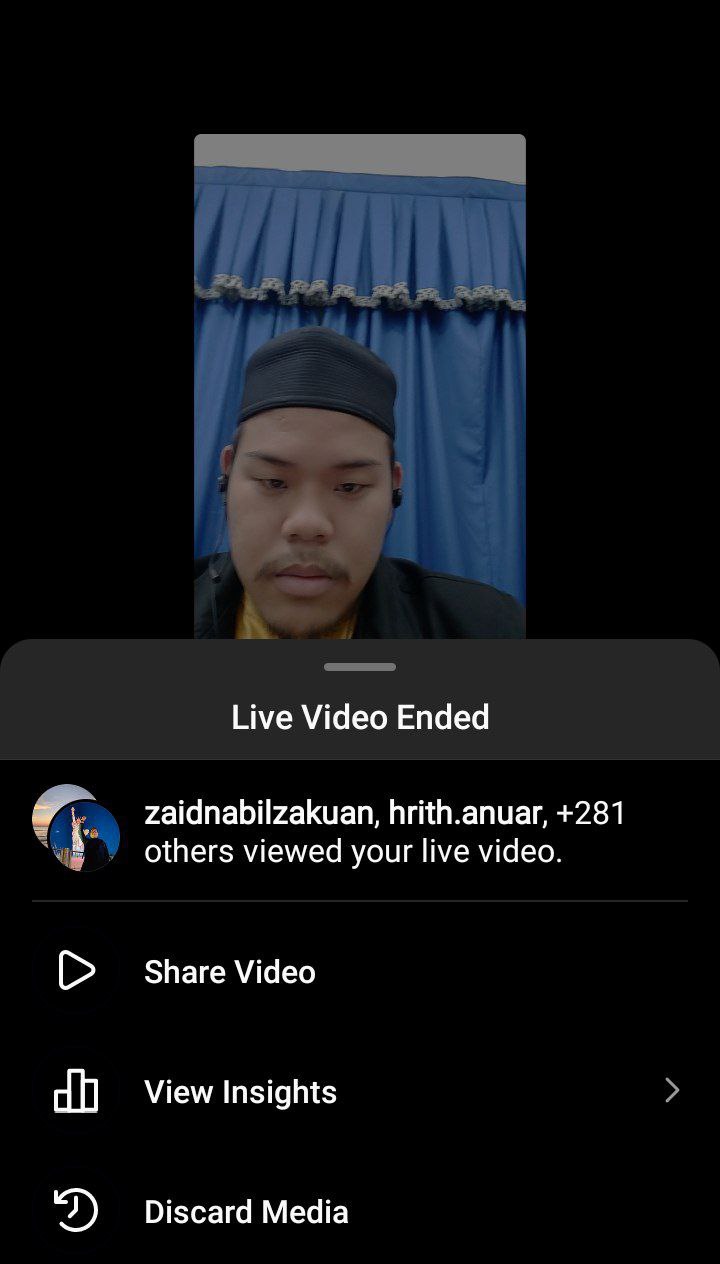 Live Video Ended
zaidnabilzakuan, hrith.anuar, +281
others viewed your live video.
Share Video
View Insights
Discard Media